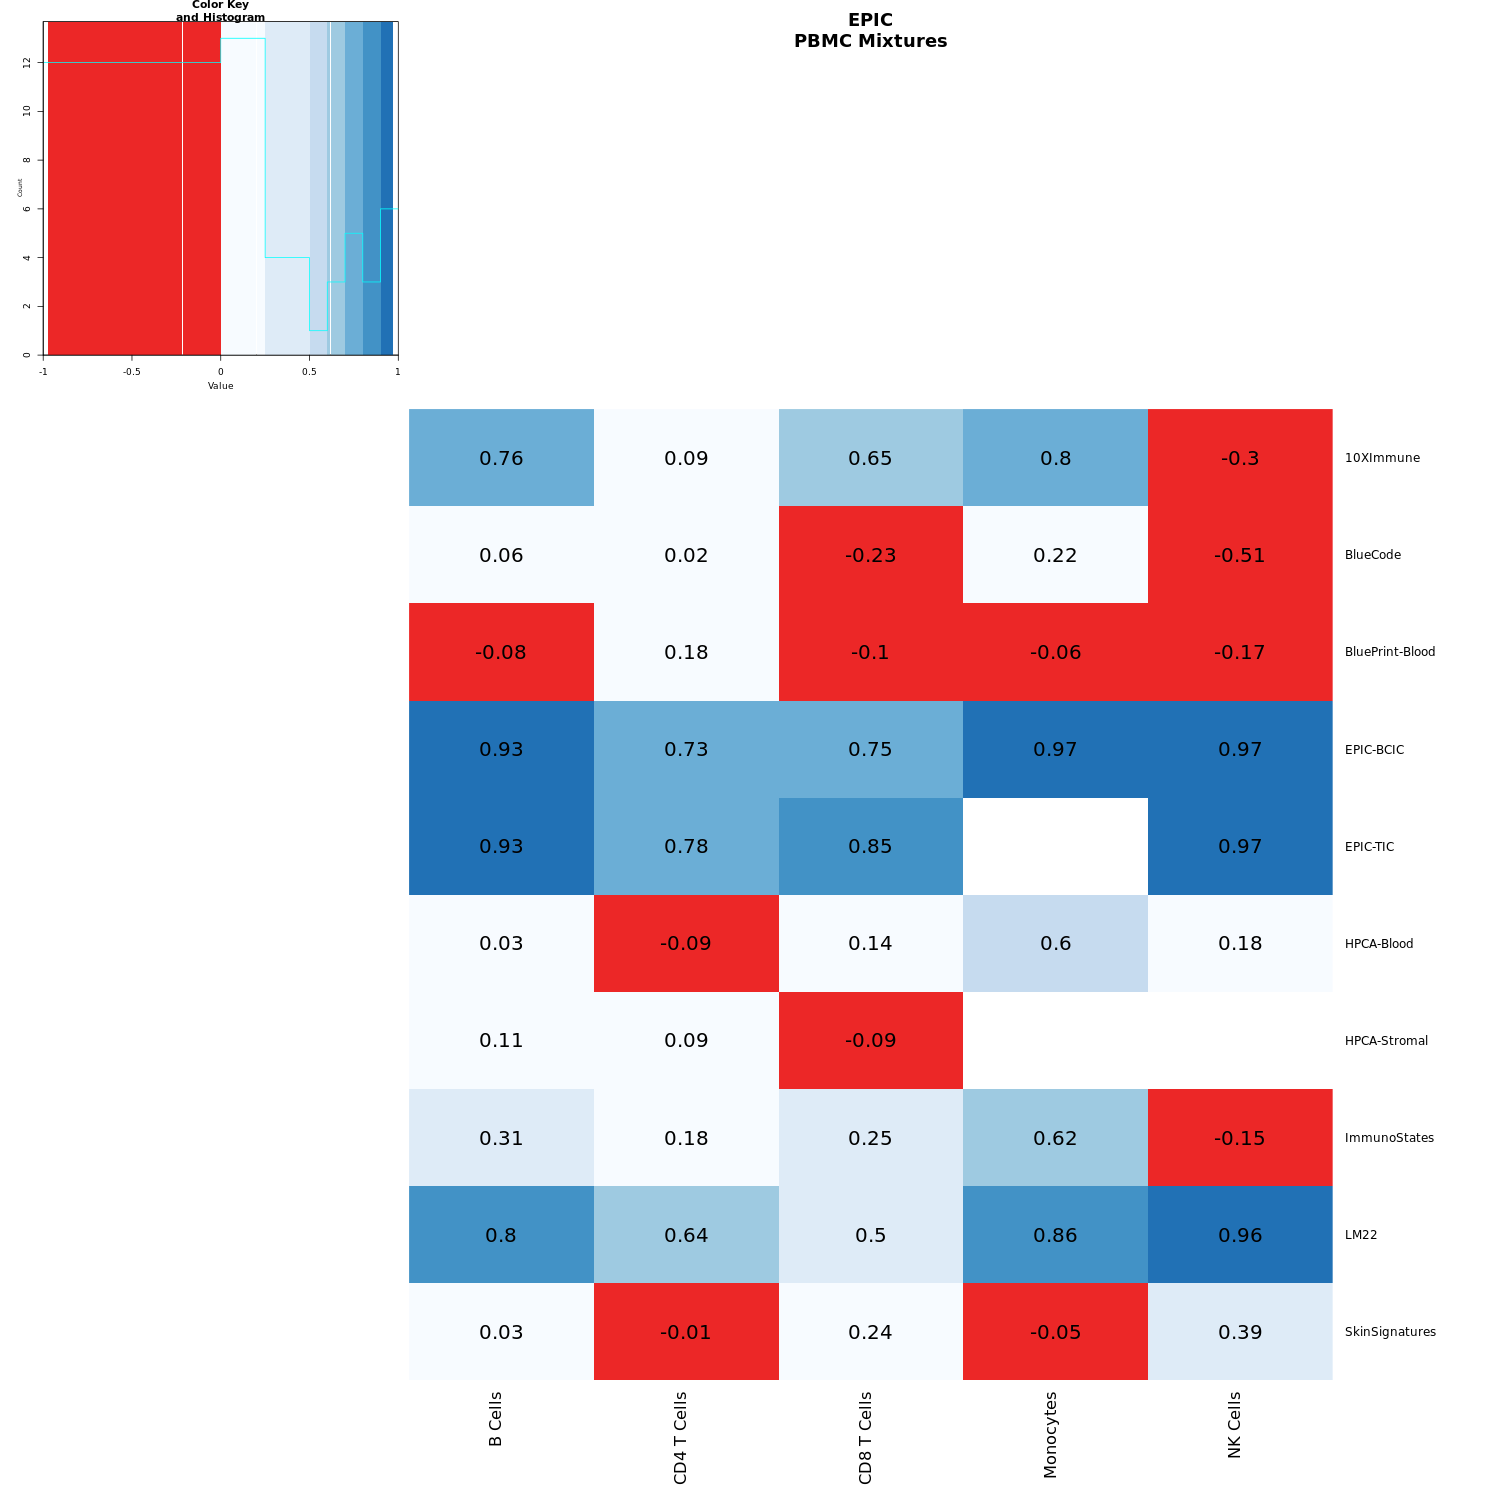 Color Key
and Histogram
EPIC
PBMC Mixtures
Count
0
2
4
6
8
10
12
-1 -0.5 0 0.5 1
Value
0.76 0.09 0.65 0.8 -0.3 10XImmune
0.06 0.02 -0.23 0.22 -0.51 BlueCode
-0.08 0.18 -0.1 -0.06 -0.17 BluePrint-Blood
0.93 0.73 0.75 0.97 0.97 EPIC-BCIC
0.93 0.78 0.85 0.97 EPIC-TIC
0.03 -0.09 0.14 0.6 0.18 HPCA-Blood
0.11 0.09 -0.09 HPCA-Stromal
0.31 0.18 0.25 0.62 -0.15 ImmunoStates
0.8 0.64 0.5 0.86 0.96 LM22
0.03 -0.01 0.24 -0.05 0.39 SkinSignatures
B Cells
CD4 T Cells
CD8 T Cells
Monocytes
NK Cells